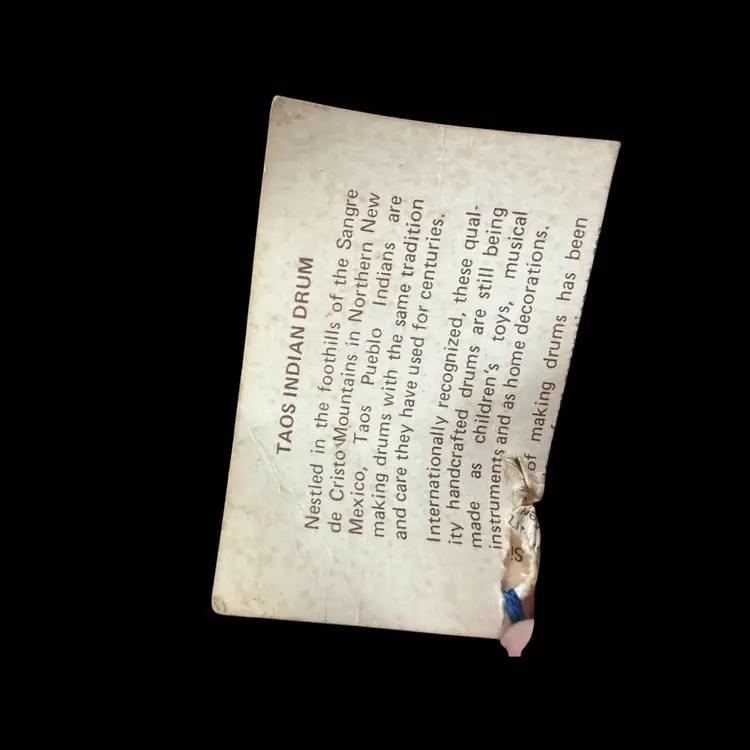 TAOS INDIAN DRUM
Nestled in the foothills of the Sangre
de Cristo Mountains in Northern New
Mexico, Taos Pueblo Indians are
making drums with the same tradition
and care they have used for centuries.
Internationally recognized, these qual-
ity handcrafted drums are still being
made as children's toys, musical
instruments and as home decorations.
of making drums has been